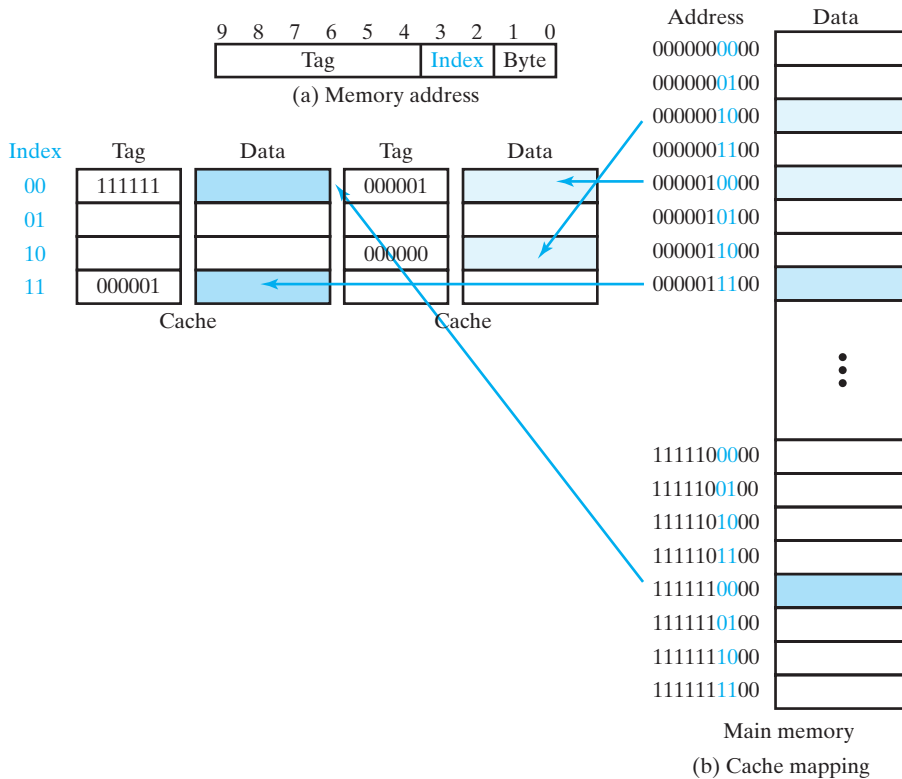 9 8 7 6 5 4 3 2 1 0
Tag Index Byte
(a) Memory address
Index Tag Data Tag Data
00 111111 000001
01
10 000000
11 000001
Cache Cache
Address Data
0000000000
0000000100
0000001000
0000001100
0000010000
0000010100
0000011000
0000011100
1111100000
1111100100
1111101000
1111101100
1111110000
1111110100
1111111000
1111111100
Main memory
(b) Cache mapping